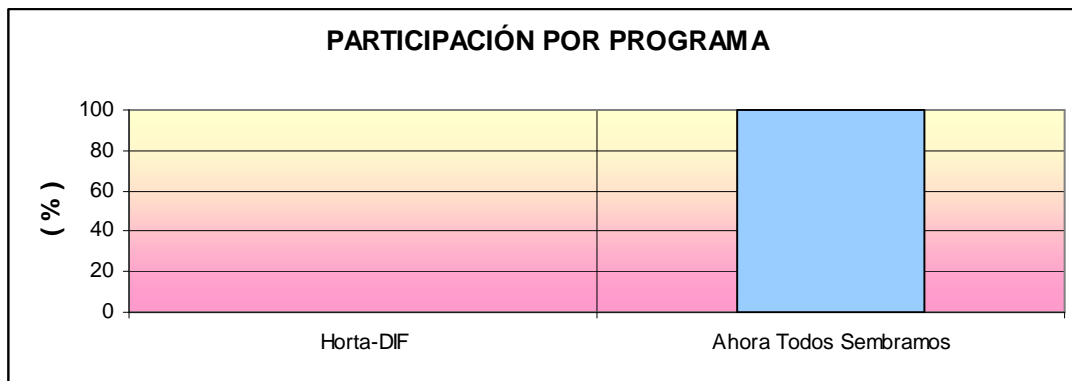 PARTICIPACIÓN POR PROGRAMA
100
80
60
40
20
0
( % )
Horta-DIF
Ahora Todos Sembramos